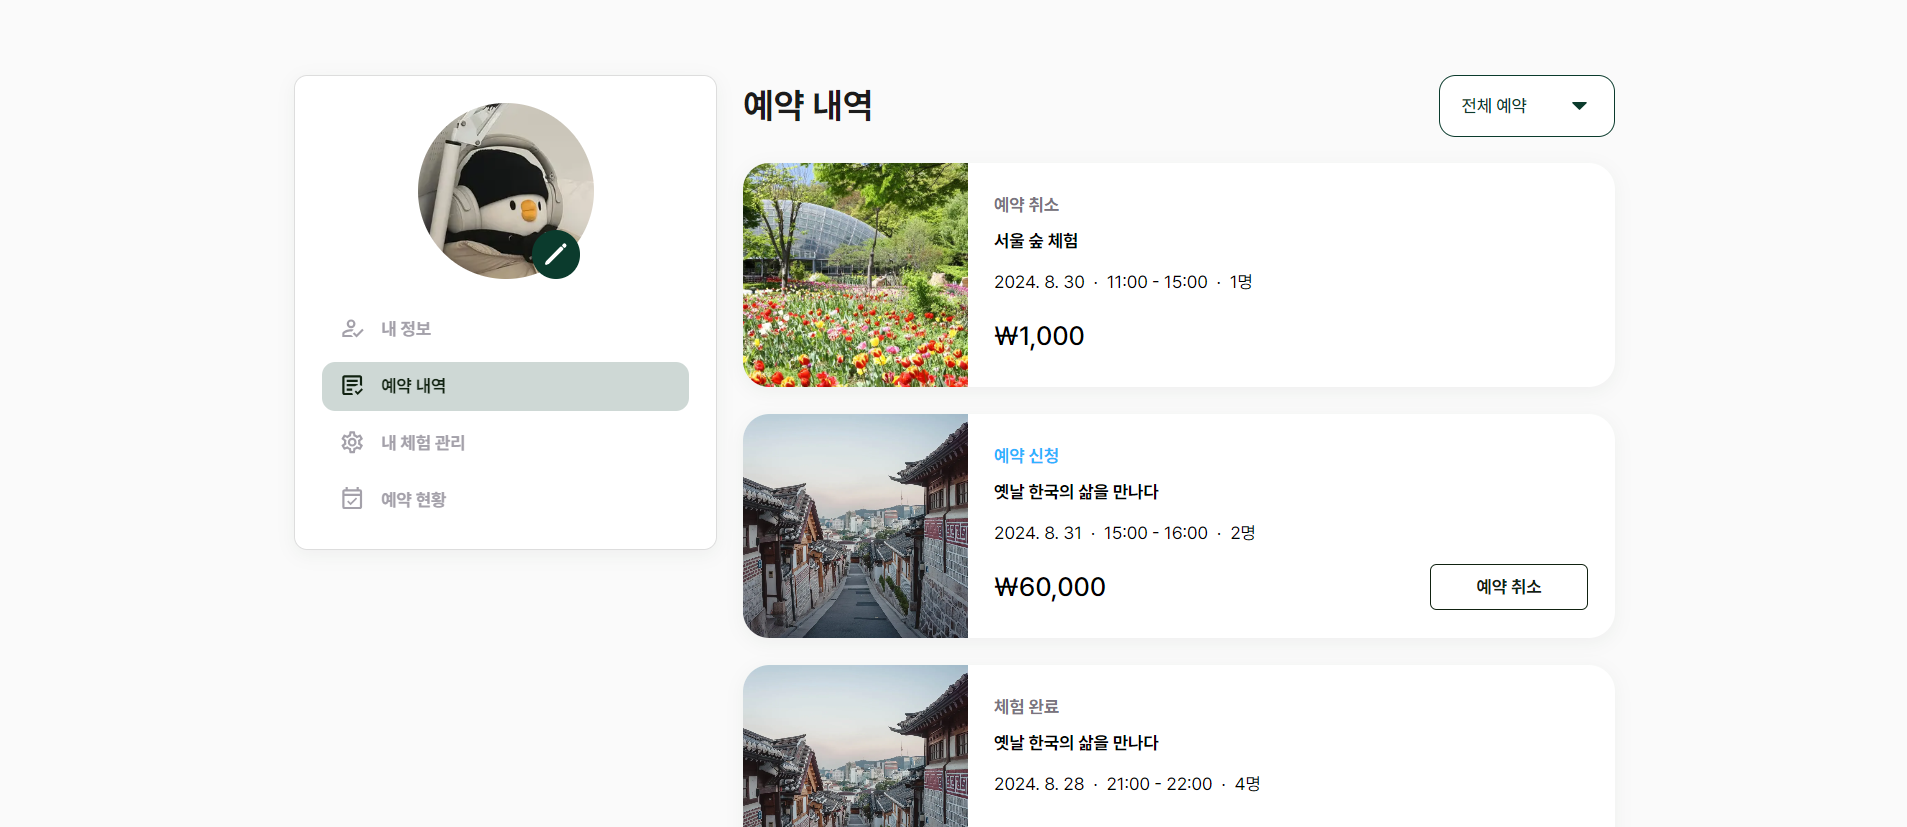 내 정보
예약 내역
내 체험 관리
예약 현황
예약 내역
전체 예약
예약 취소
서울 숲 체험
2024. 8. 30 · 11:00 - 15:00 · 1명
₩1,000
예약 신청
옛날 한국의 삶을 만나다
2024. 8. 31 · 15:00 - 16:00 · 2명
₩60,000
예약 취소
체험 완료
옛날 한국의 삶을 만나다
2024. 8. 28 · 21:00 - 22:00 · 4명